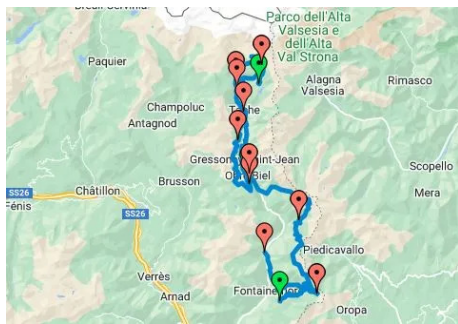 Breuil-Cervinia
Parco dell'Alta
Valsesia e
dell'Alta
Val Strona
Paquier
Alagna
Valsesia
Rimasco
Champoluc
Antagnod
Gressoney-Saint-Jean
Scopello
Brusson
SS26
Châtillon
Mera
Fénis
SS26
Piedicavallo
Verrès
Arnad
Oropa